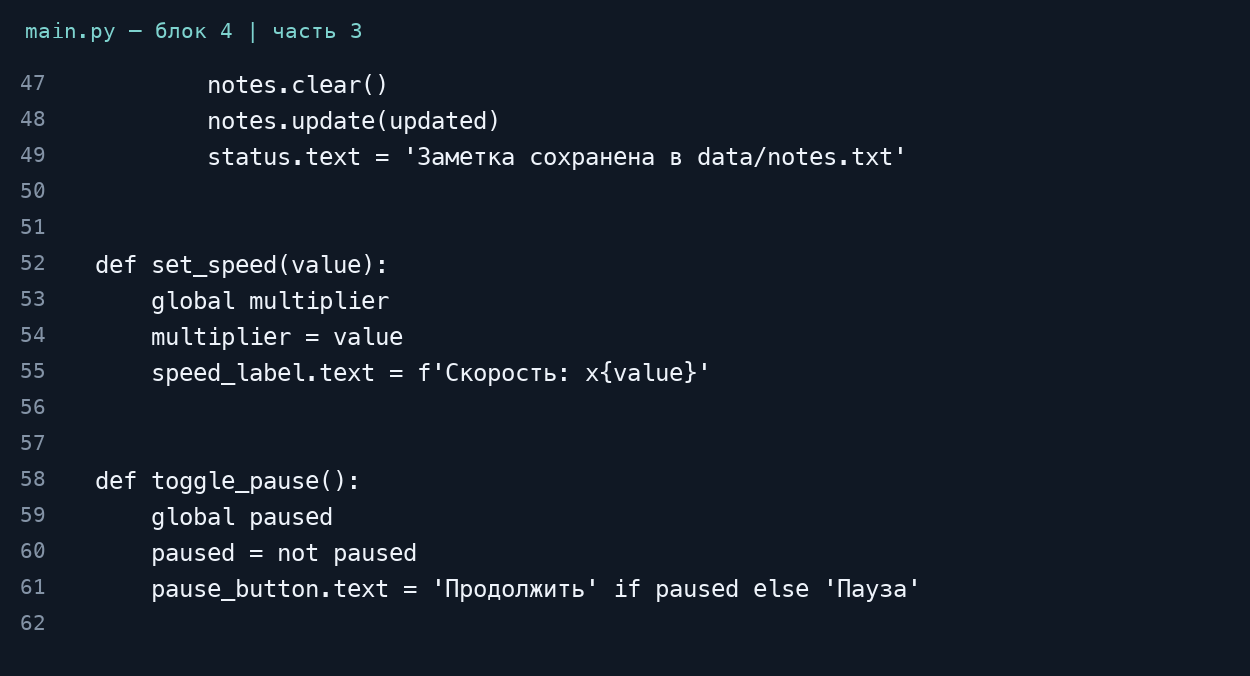 main.py — блок 4 | часть 3
47         notes.clear()
48         notes.update(updated)
49         status.text = 'Заметка сохранена в data/notes.txt'
50
51
52 def set_speed(value):
53     global multiplier
54     multiplier = value
55     speed_label.text = f'Скорость: x{value}'
56
57
58 def toggle_pause():
59     global paused
60     paused = not paused
61     pause_button.text = 'Продолжить' if paused else 'Пауза'
62